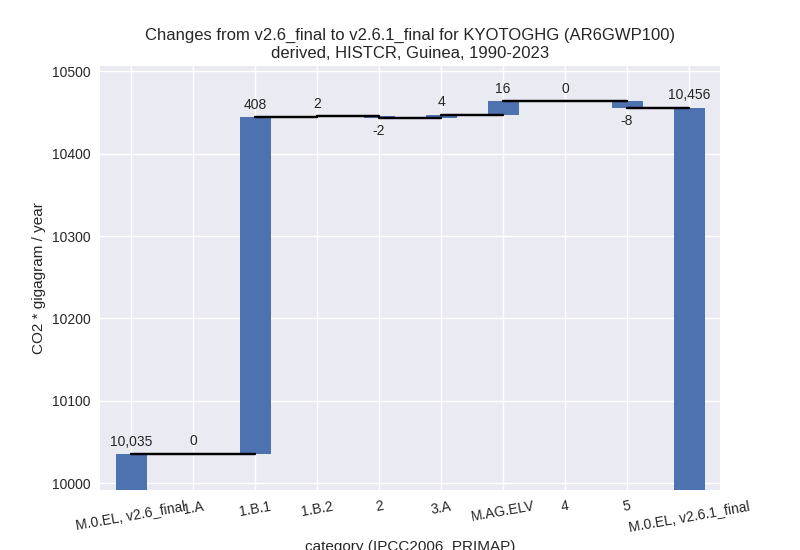 Changes from v2.6_final to v2.6.1_final for KYOTOGHG (AR6GWP100)
derived, HISTCR, Guinea, 1990-2023
CO2 * gigagram / year
10500
10400
10300
10200
10100
10000
10,035
0
408
2
-2
4
16
0
-8
10,456
M.0.EL, v2.6_final
1.A
1.B.1
1.B.2
2
3.A
M.AG.ELV
4
5
M.0.EL, v2.6.1_final
category (IPCC2006_PRIMAP)